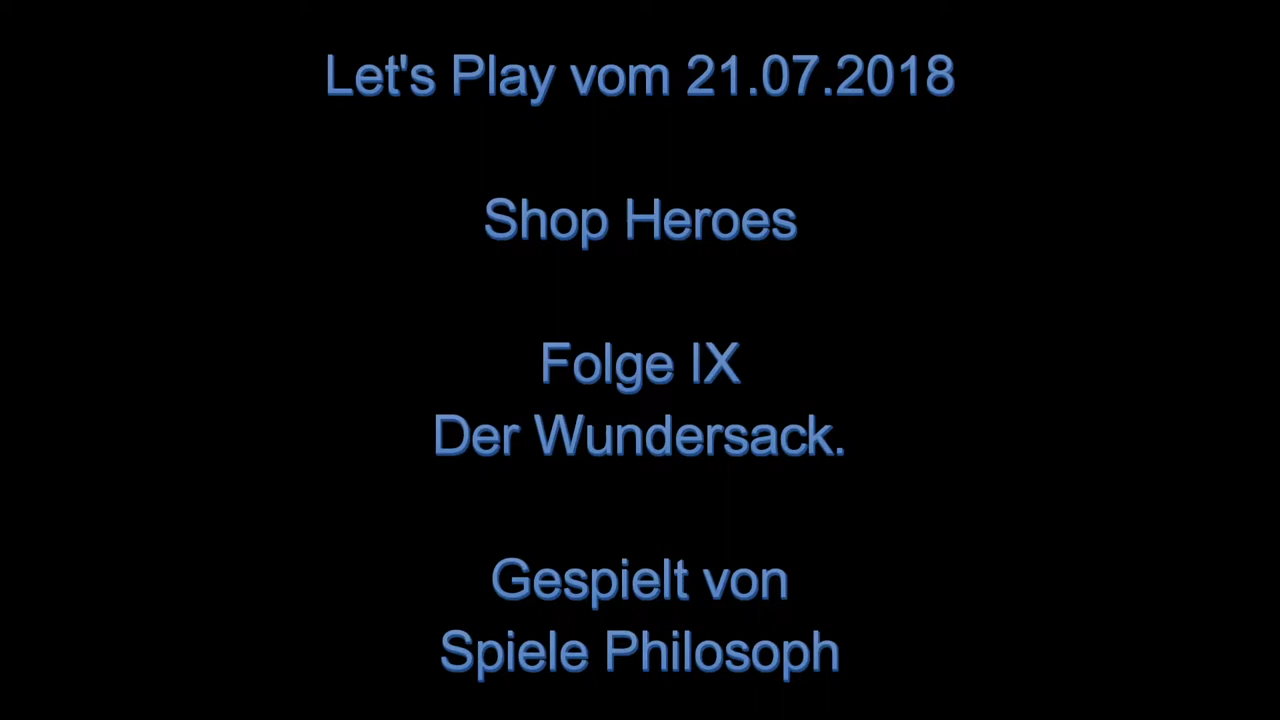 Let's Play vom 21.07.2018
Shop Heroes
Folge IX
Der Wundersack.
Gespielt von
Spiele Philosoph